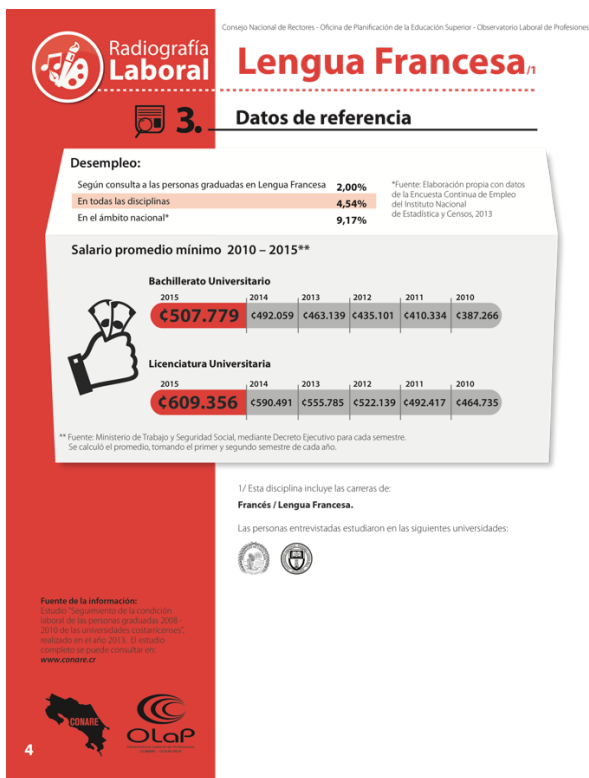 Consejo Nacional de Rectores - Oficina de Planificación de la Educación Superior - Observatorio Laboral de Profesiones
Radiografía
Laboral
Lengua Francesa/1
3. Datos de referencia
Desempleo:
Según consulta a las personas graduadas en Lengua Francesa 2,00%
En todas las disciplinas 4,54%
En el ámbito nacional* 9,17%
*Fuente: Elaboración propia con datos
de la Encuesta Continua de Empleo
del Instituto Nacional
de Estadística y Censos, 2013
Salario promedio mínimo 2010 – 2015**
Bachillerato Universitario
2015 2014 2013 2012 2011 2010
¢507.779 ¢492.059 ¢463.139 ¢435.101 ¢410.334 ¢387.266
Licenciatura Universitaria
2015 2014 2013 2012 2011 2010
¢609.356 ¢590.491 ¢555.785 ¢522.139 ¢492.417 ¢464.735
** Fuente: Ministerio de Trabajo y Seguridad Social, mediante Decreto Ejecutivo para cada semestre.
Se calculó el promedio, tomando el primer y segundo semestre de cada año.
1/ Esta disciplina incluye las carreras de:
Francés / Lengua Francesa.
Las personas entrevistadas estudiaron en las siguientes universidades:
Fuente de la información:
Estudio "Seguimiento de la condición
laboral de las personas graduadas 2008 -
2010 de las universidades costarricenses",
realizado en el año 2013. El estudio
completo se puede consultar en:
www.conare.cr
CONARE
OLaP
4